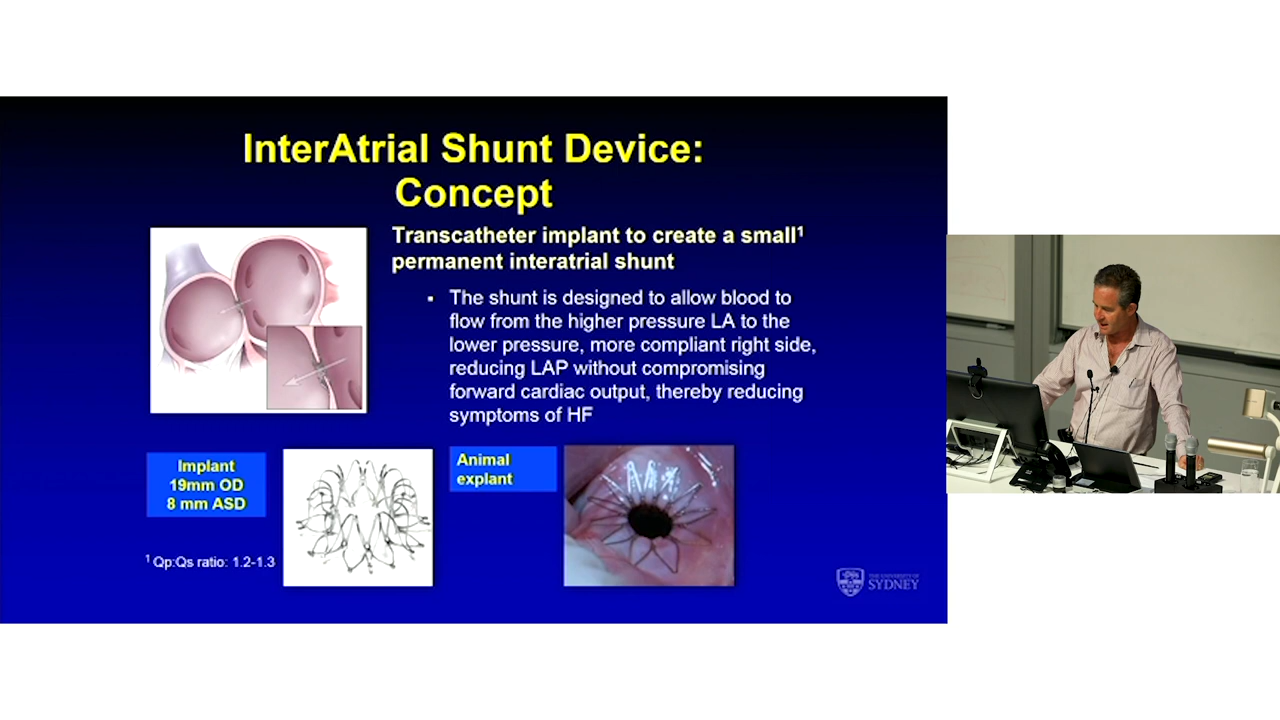 InterAtrial Shunt Device:
Concept
Transcatheter implant to create a small¹
permanent interatrial shunt
▪ The shunt is designed to allow blood to
flow from the higher pressure LA to the
lower pressure, more compliant right side,
reducing LAP without compromising
forward cardiac output, thereby reducing
symptoms of HF
Implant
19mm OD
8 mm ASD
Animal
explant
¹ Qp:Qs ratio: 1.2-1.3
THE UNIVERSITY OF
SYDNEY